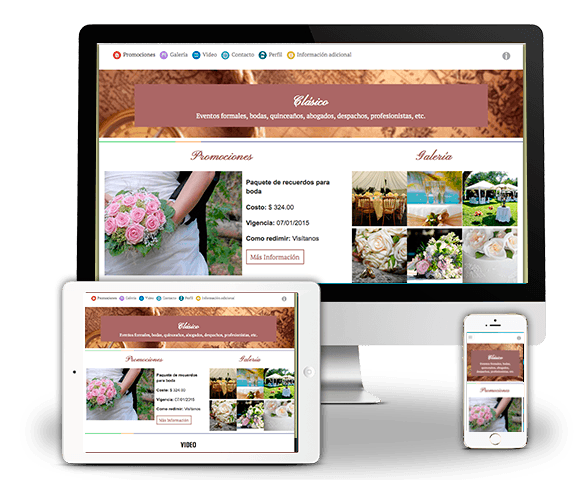 Promociones Galería Video Contacto Perfil Información adicional
Clásico
Eventos formales, bodas, quinceaños, abogados, despachos, profesionistas, etc.
Promociones
Galería
Paquete de recuerdos para
boda
Costo: $ 324.00
Vigencia: 07/01/2015
Como redimir: Visítanos
Más Información
Promociones Galería Video Contacto Perfil Información adicional
Clásico
Eventos formales, bodas, quinceaños, abogados, despachos, profesionistas, etc.
Promociones
Galería
Paquete de recuerdos para
boda
Costo: $ 324.00
Vigencia: 07/01/2015
Como redimir: Visítanos
Más Información
VIDEO
Clásico
Eventos formales, bodas,
quinceaños, abogados,
despachos, profesionistas, etc.
Promociones